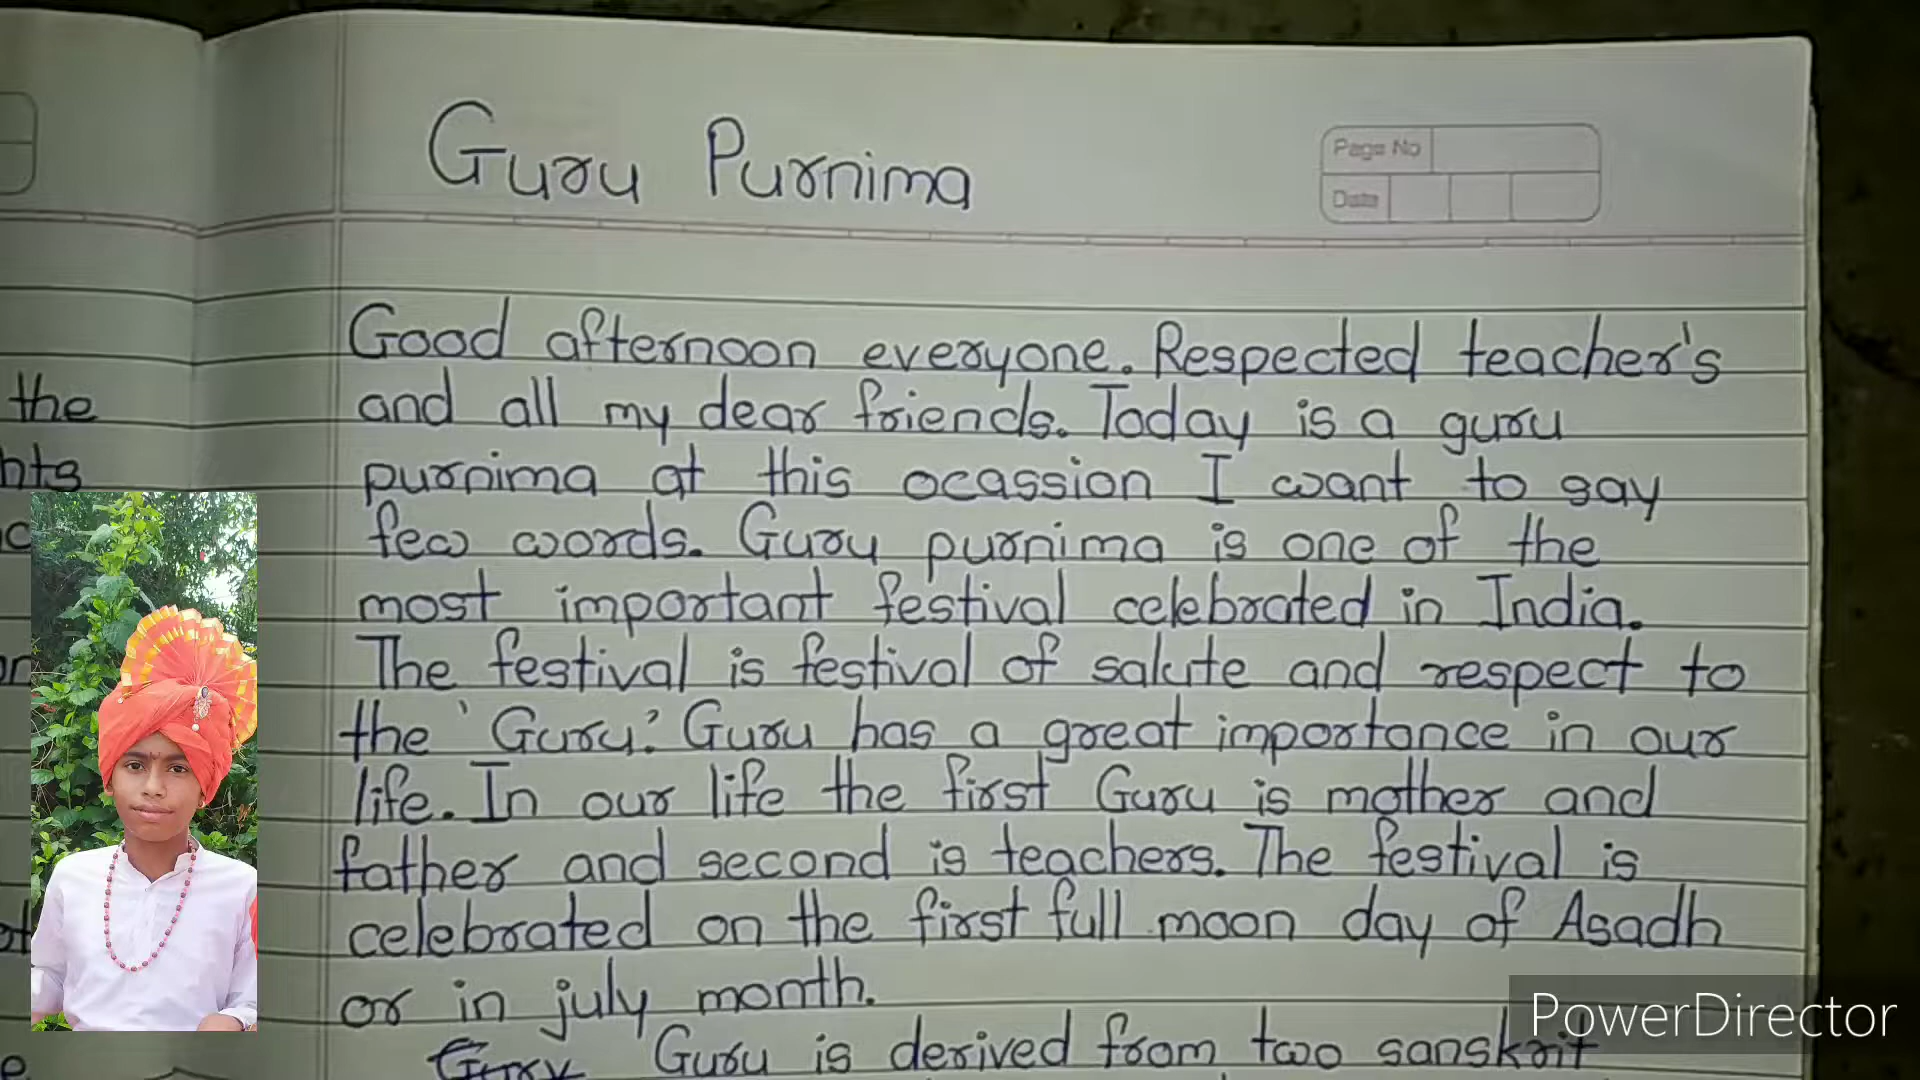 Guru Purnima
Page No
Date
Good afternoon everyone. Respected teacher's
and all my dear friends. Today is a guru
purnima at this ocassion I want to say
few words. Guru purnima is one of the
most important festival celebrated in India.
The festival is festival of salute and respect to
the 'Guru'. Guru has a great importance in our
life. In our life the first Guru is mother and
father and second is teachers. The festival is
celebrated on the first full moon day of Asadh
or in july month.
Guru is derived from two sanskrit
the
PowerDirector